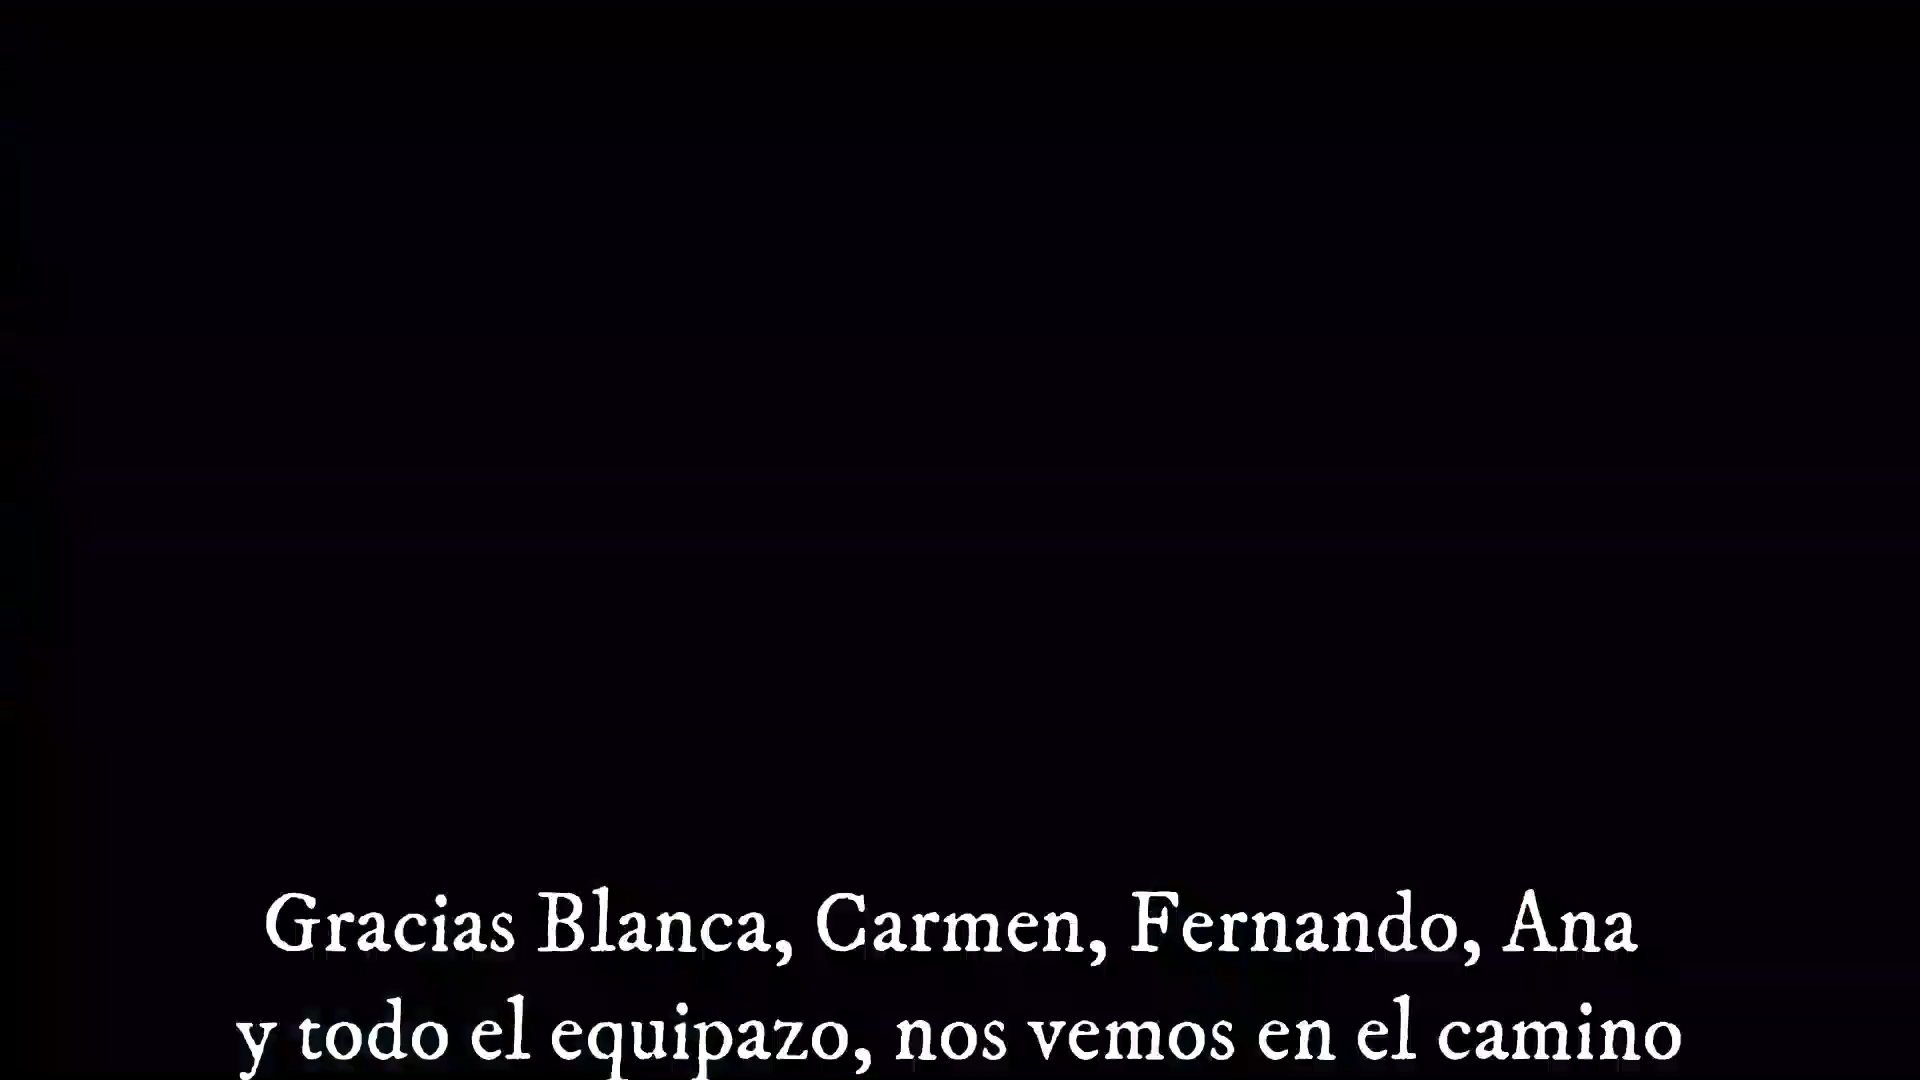 Gracias Blanca, Carmen, Fernando, Ana
y todo el equipazo, nos vemos en el camino